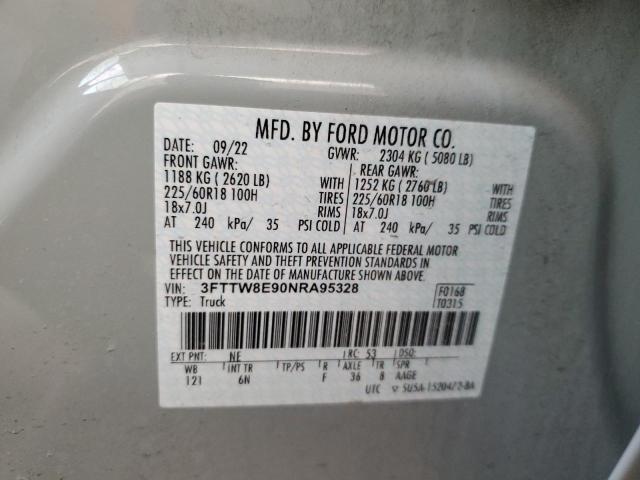 MFD. BY FORD MOTOR CO.
DATE: 09/22 GVWR: 2304 KG ( 5080 LB)
FRONT GAWR: REAR GAWR:
1188 KG ( 2620 LB) WITH 1252 KG ( 2760 LB) WITH
225/60R18 100H TIRES 225/60R18 100H TIRES
18x7.0J RIMS 18x7.0J RIMS
AT 240 kPa/ 35 PSI COLD AT 240 kPa/ 35 PSI COLD
THIS VEHICLE CONFORMS TO ALL APPLICABLE FEDERAL MOTOR
VEHICLE SAFETY AND THEFT PREVENTION STANDARDS IN
EFFECT ON THE DATE OF MANUFACTURE SHOWN ABOVE.
VIN: 3FTTW8E90NRA95328 F0168
TYPE: Truck T0315
EXT PNT: NE RC: 53 DSO:
WB INT TR TP/PS R AXLE TR
121 6N F 36 8 AAGE
UTC